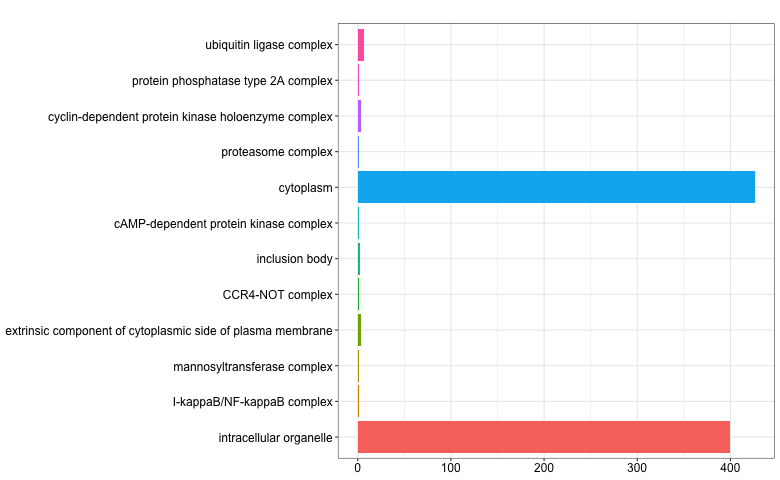 ubiquitin ligase complex
protein phosphatase type 2A complex
cyclin-dependent protein kinase holoenzyme complex
proteasome complex
cytoplasm
cAMP-dependent protein kinase complex
inclusion body
CCR4-NOT complex
extrinsic component of cytoplasmic side of plasma membrane
mannosyltransferase complex
I-kappaB/NF-kappaB complex
intracellular organelle
0 100 200 300 400